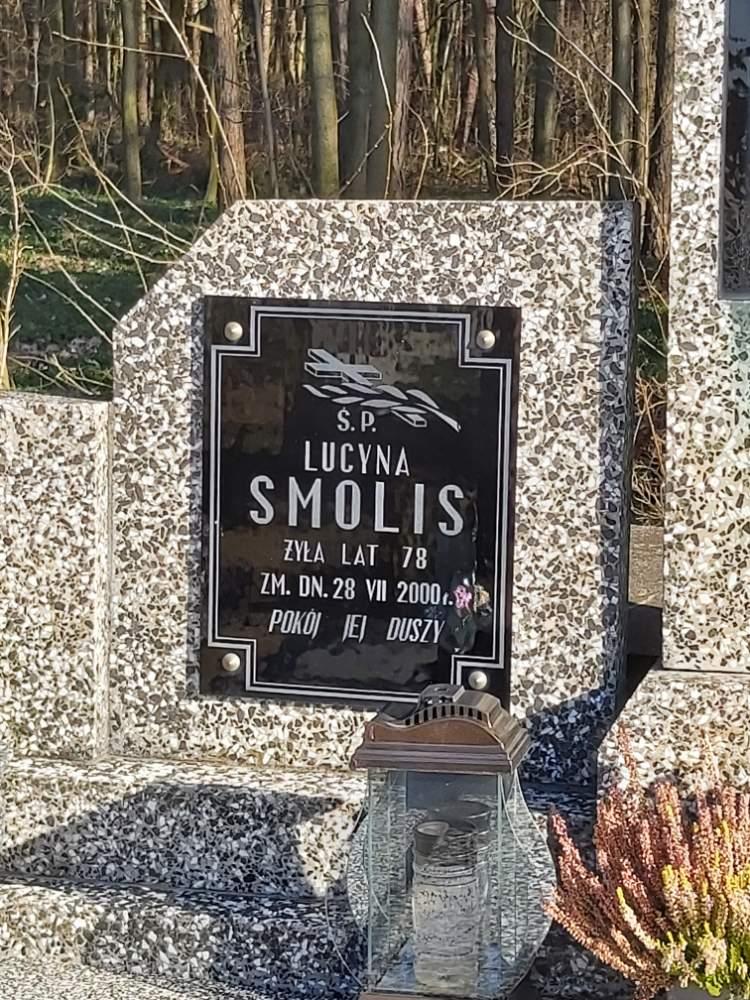 Ś.P.
LUCYNA
SMOLIS
ŻYŁA LAT 78
ZM. DN. 28 VII 2000 r.
POKÓJ JEJ DUSZY